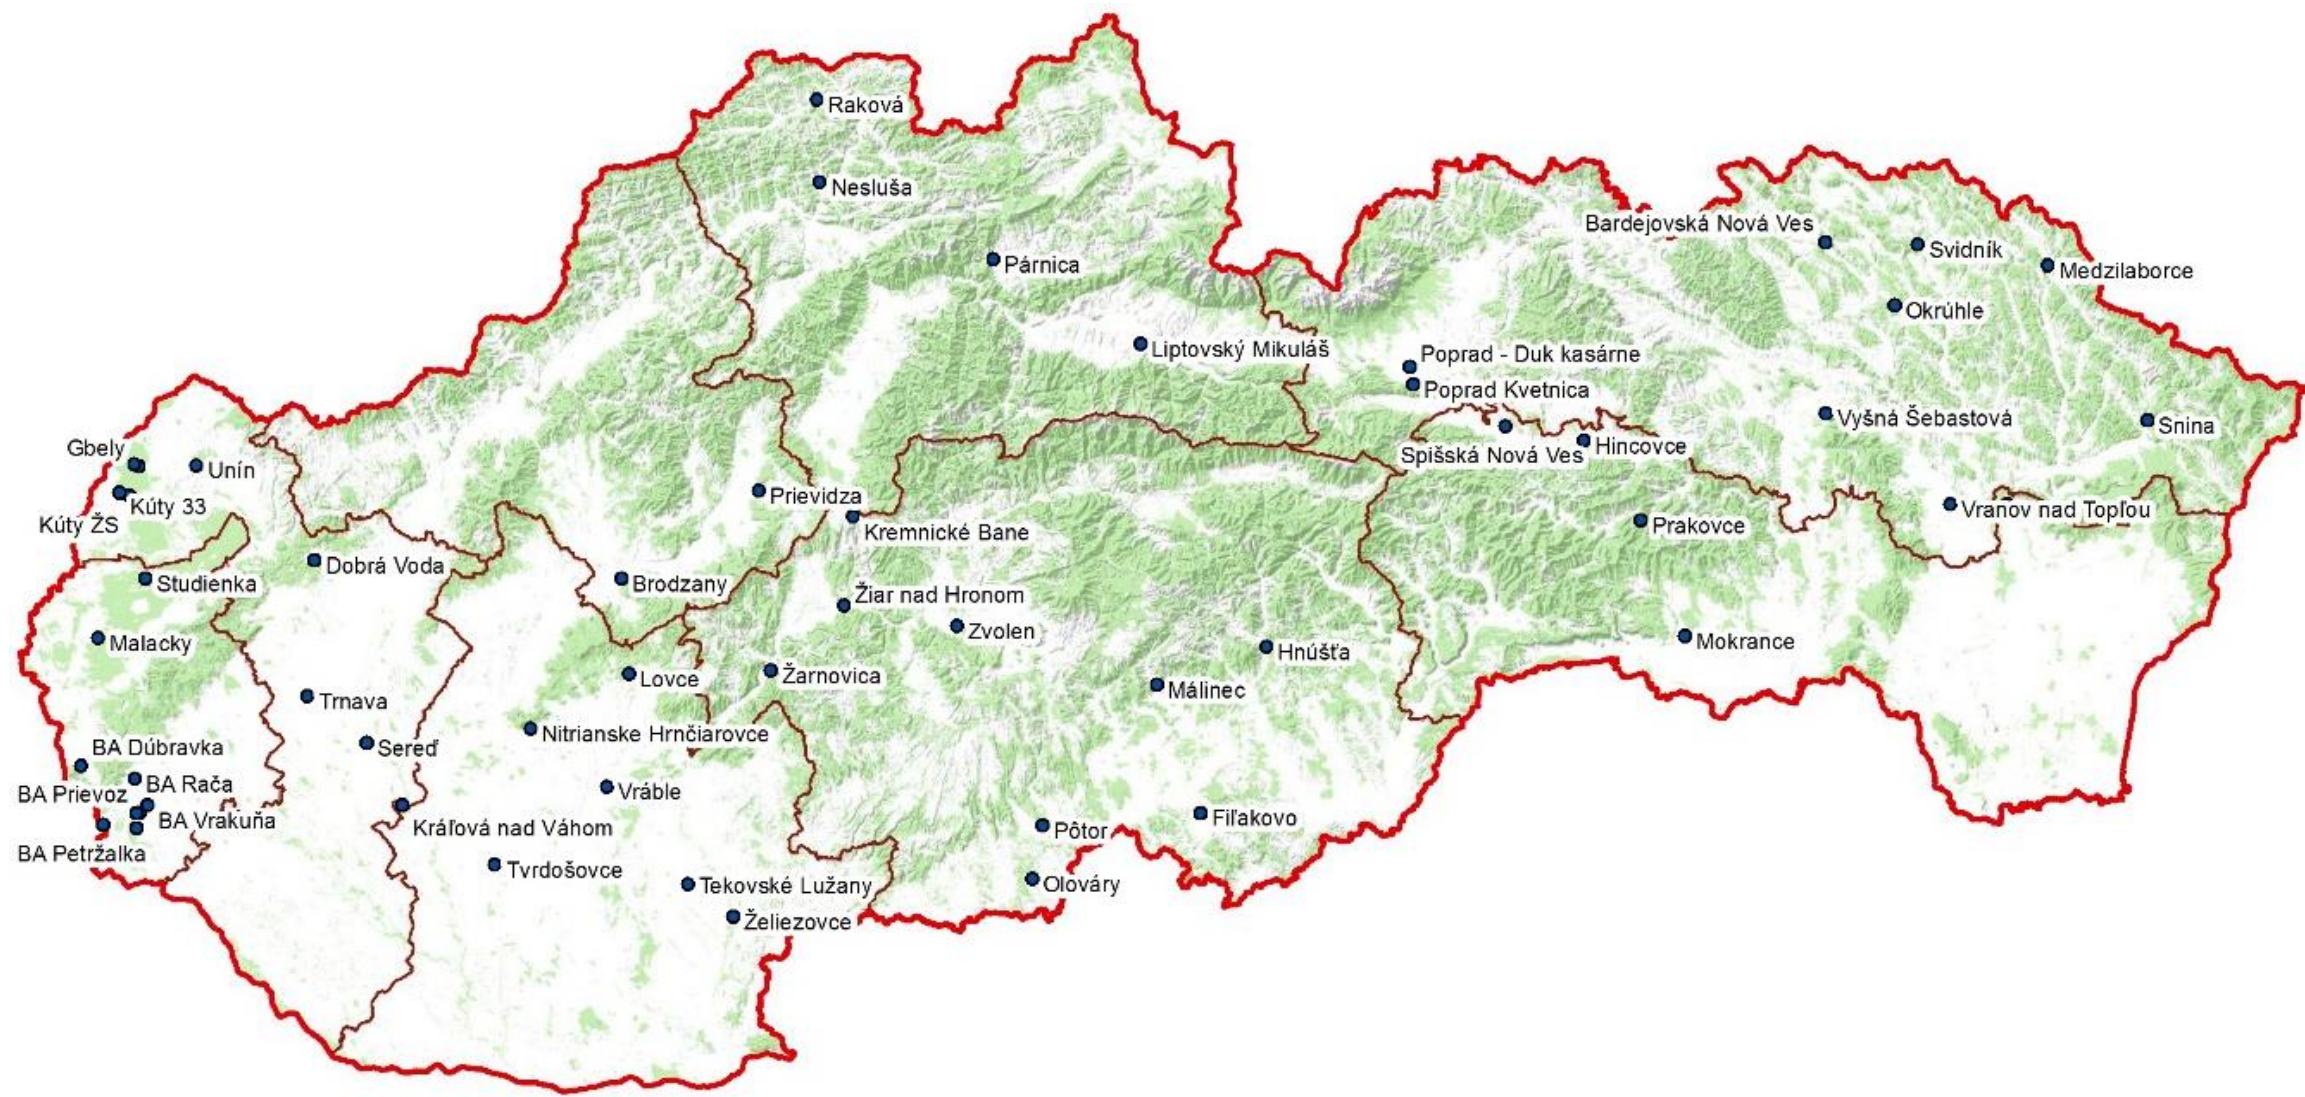 Raková
Nesluša
Bardejovská Nová Ves
Svidník
Párnica
Medzilaborce
Okrúhle
Liptovský Mikuláš
Poprad - Duk kasárne
Poprad Kvetnica
Vyšná Šebastová
Snina
Gbely
Unín
Spišská Nová Ves
Hincovce
Prievidza
Kúty 33
Kúty ŽS
Vranov nad Topľou
Prakovce
Kremnické Bane
Dobrá Voda
Studienka
Brodzany
Žiar nad Hronom
Zvolen
Malacky
Mokrance
Hnúšťa
Lovce
Žarnovica
Málinec
Trnava
Nitrianske Hrnčiarovce
Sereď
BA Dúbravka
BA Rača
BA Prievoz
Vráble
BA Vrakuňa
Kráľová nad Váhom
Fiľakovo
Pôtor
BA Petržalka
Tvrdošovce
Tekovské Lužany
Olováry
Želiezovce